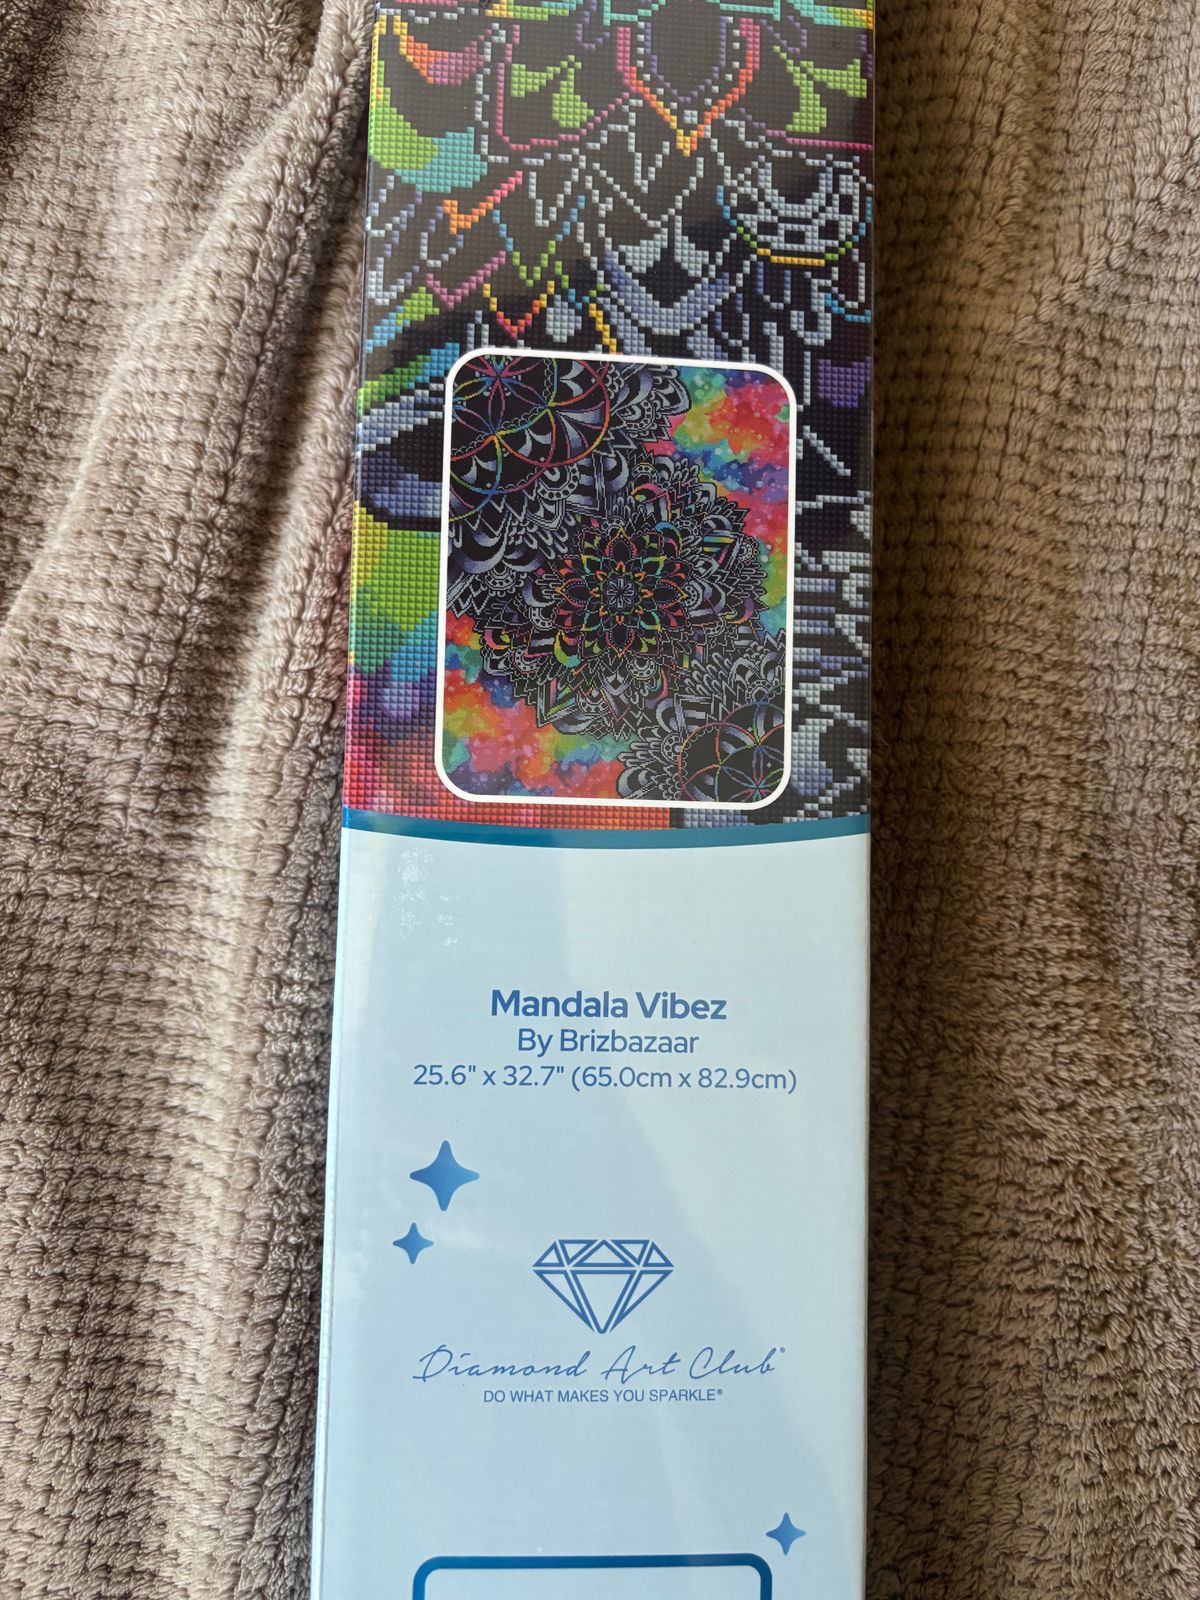 Mandala Vibez
By Brizbazaar
25.6" x 32.7" (65.0cm x 82.9cm)
Diamond Art Club®
DO WHAT MAKES YOU SPARKLE®